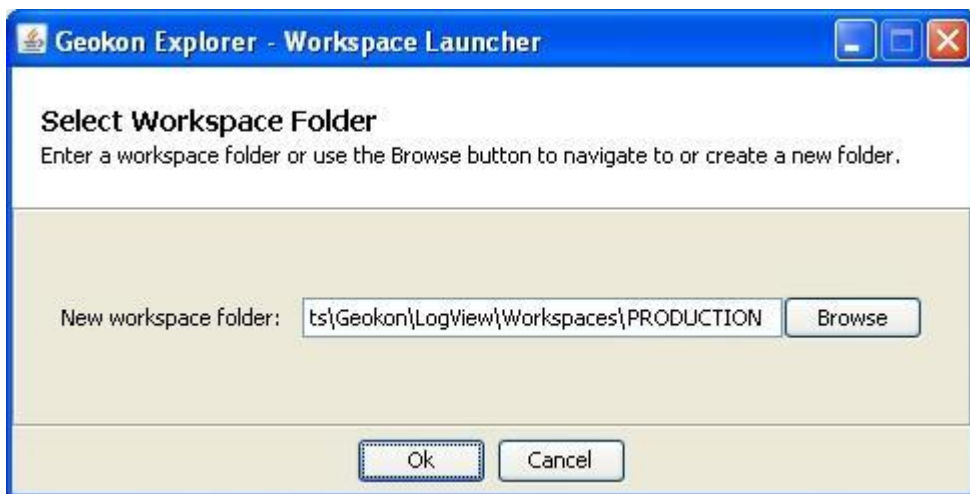 Geokon Explorer - Workspace Launcher
Select Workspace Folder
Enter a workspace folder or use the Browse button to navigate to or create a new folder.
New workspace folder: ts\Geokon\LogView\Workspaces\PRODUCTION Browse
Ok Cancel